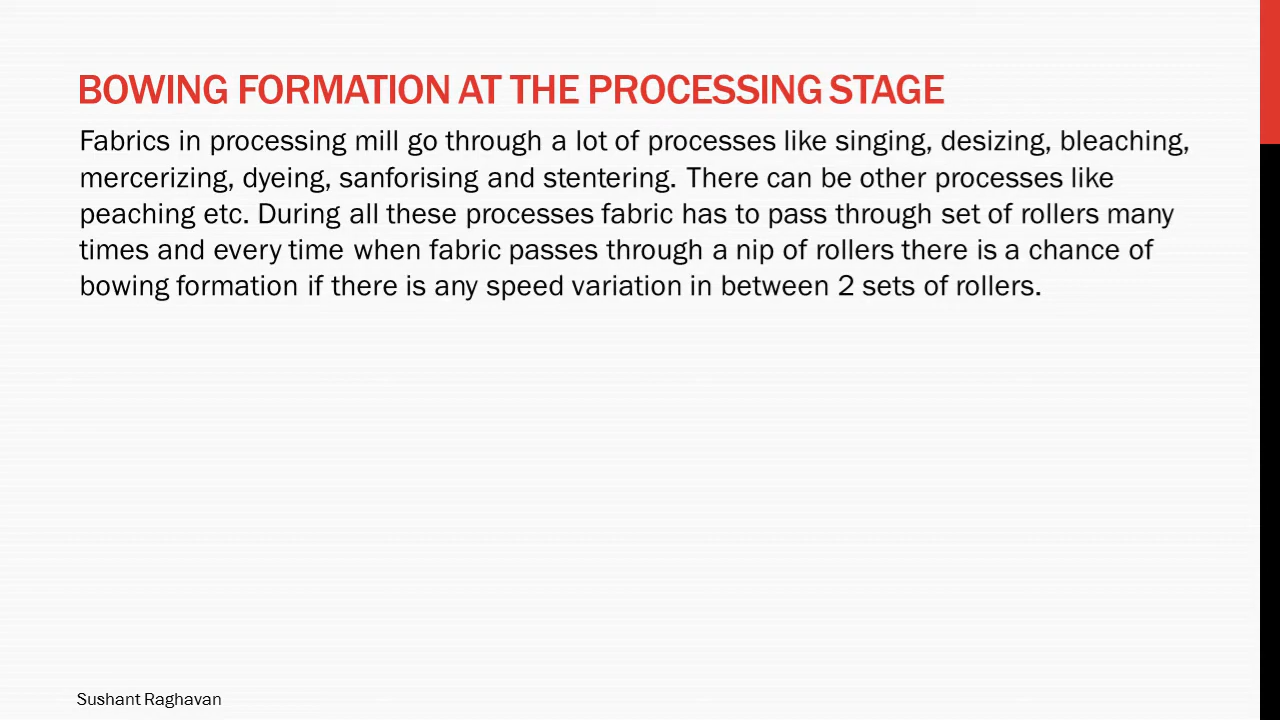 BOWING FORMATION AT THE PROCESSING STAGE
Fabrics in processing mill go through a lot of processes like singing, desizing, bleaching,
mercerizing, dyeing, sanforising and stentering. There can be other processes like
peaching etc. During all these processes fabric has to pass through set of rollers many
times and every time when fabric passes through a nip of rollers there is a chance of
bowing formation if there is any speed variation in between 2 sets of rollers.
Sushant Raghavan